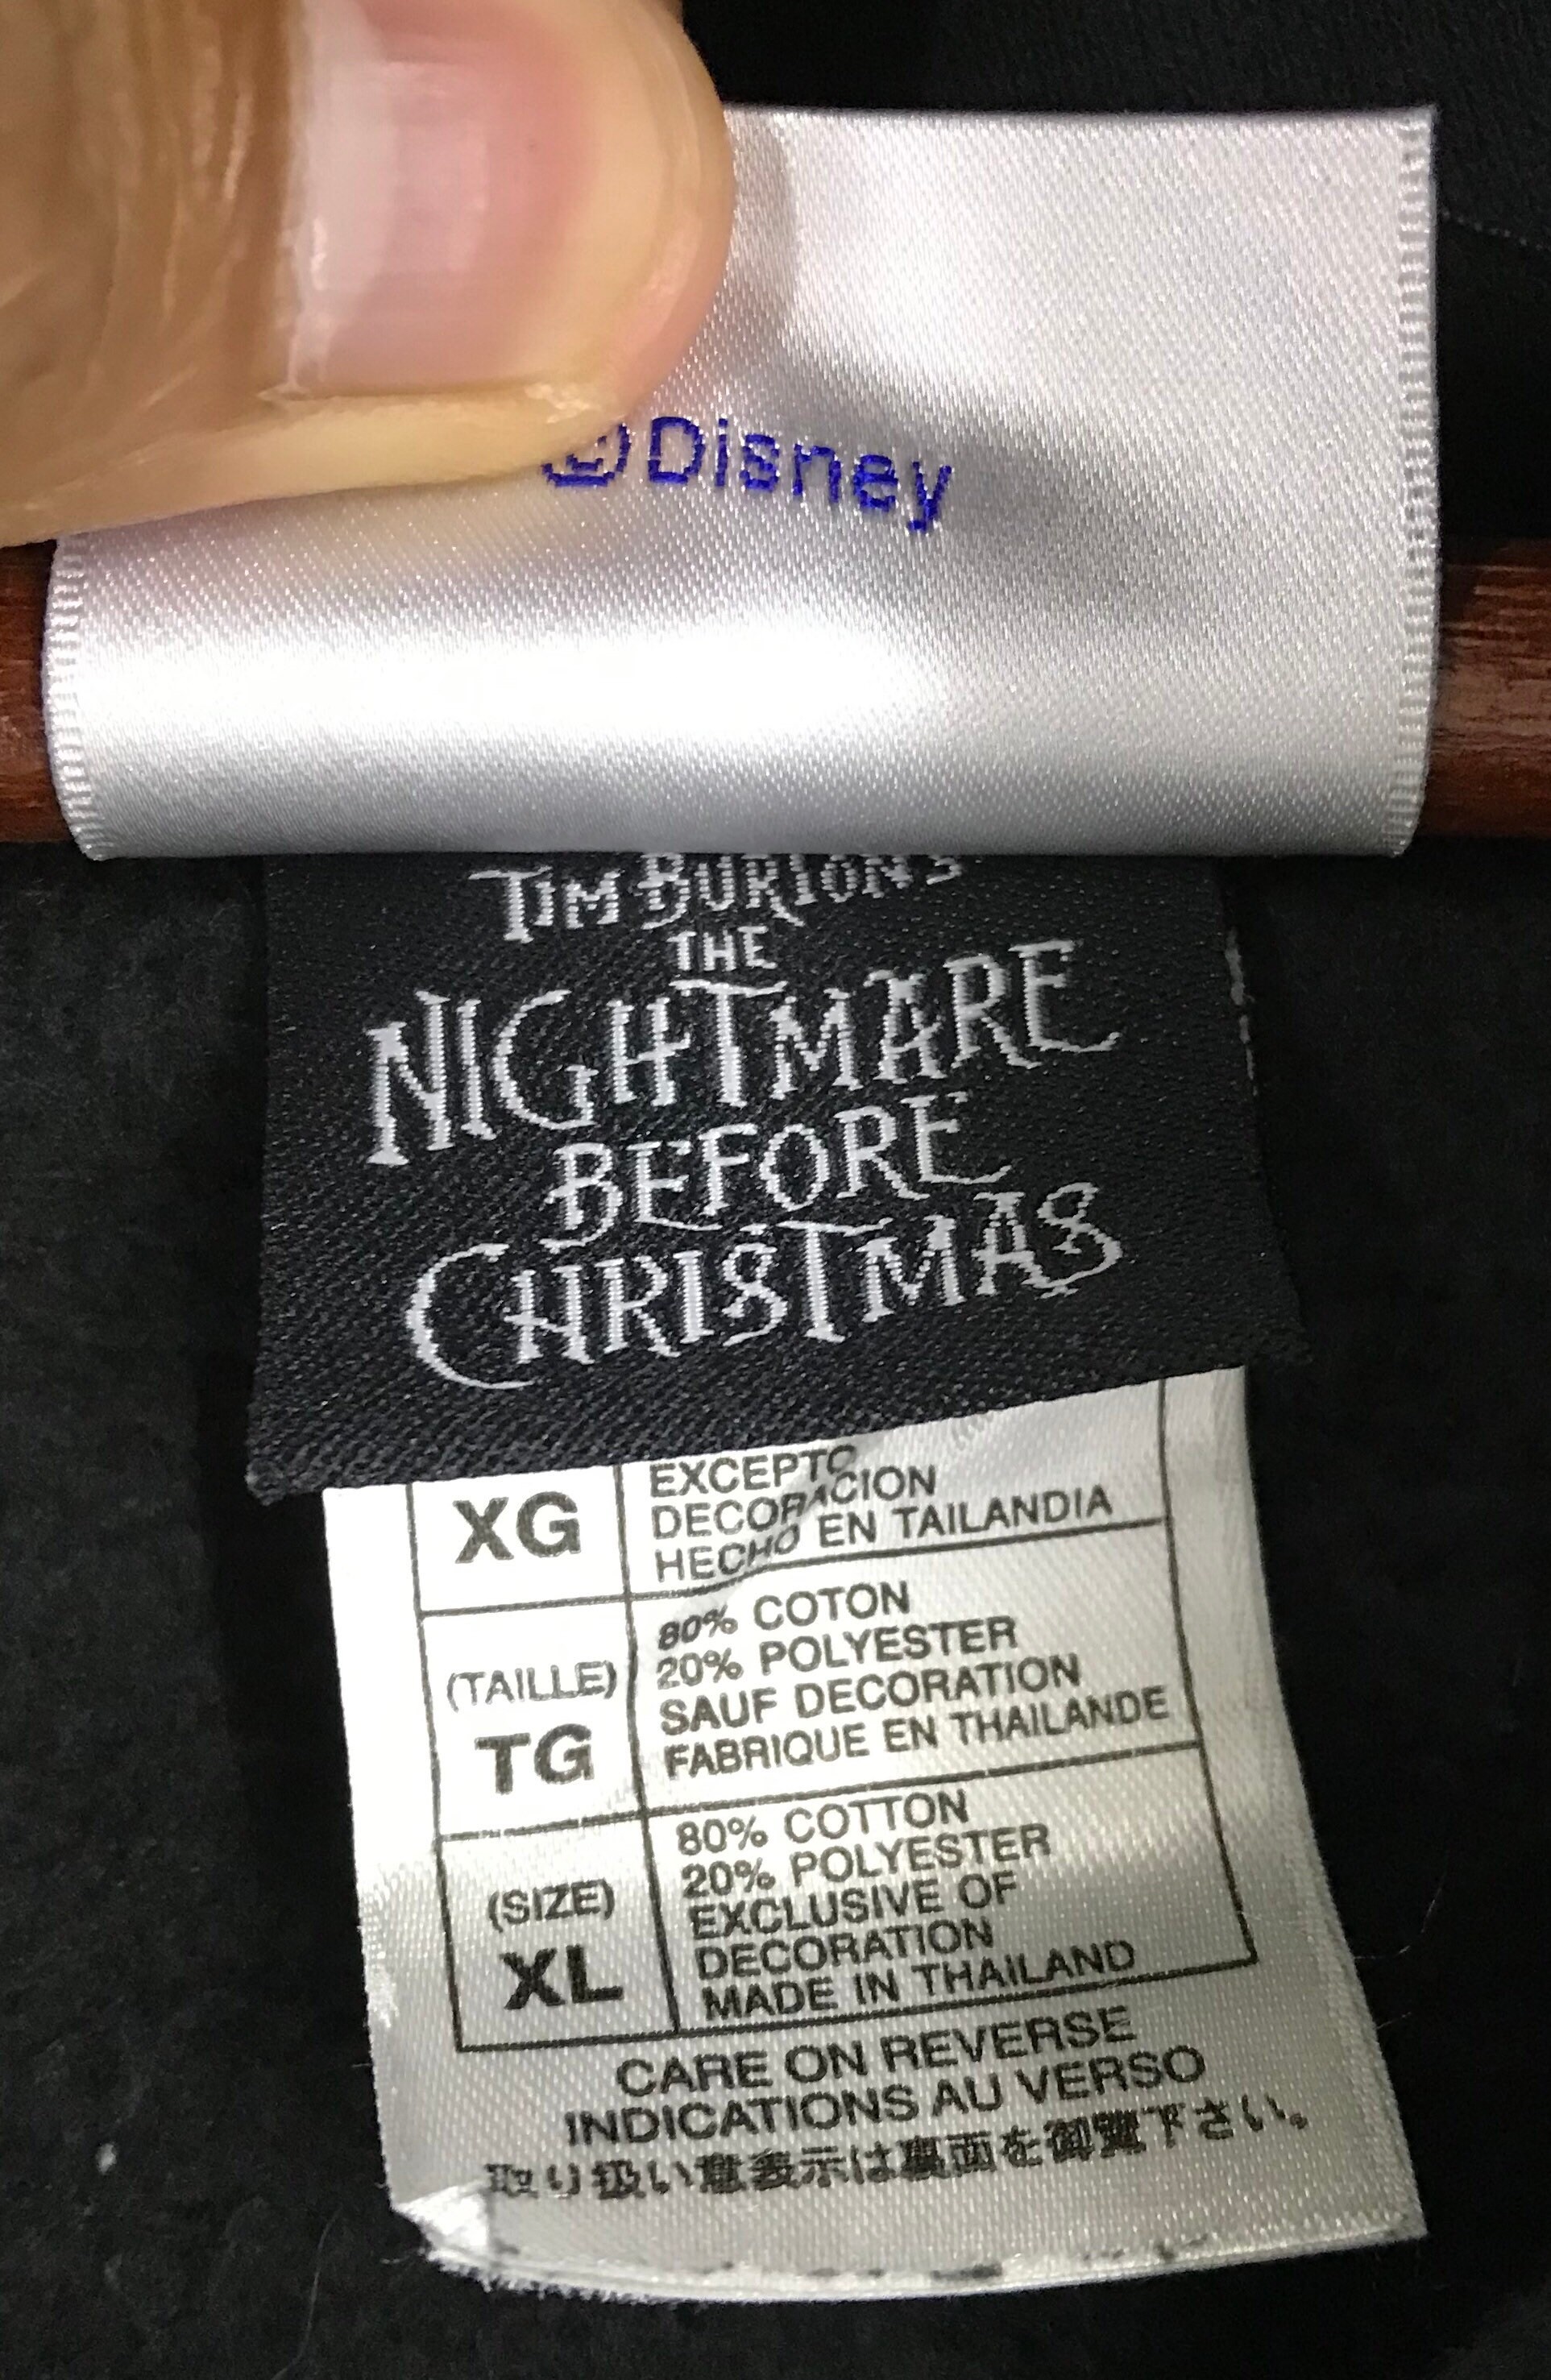 ©Disney
TIM BURTON'S
THE
NIGHTMARE
BEFORE
CHRISTMAS
XG
EXCEPTO
DECORACION
HECHO EN TAILANDIA
(TAILLE)
TG
80% COTON
20% POLYESTER
SAUF DECORATION
FABRIQUE EN THAILANDE
(SIZE)
XL
80% COTTON
20% POLYESTER
EXCLUSIVE OF
DECORATION
MADE IN THAILAND
CARE ON REVERSE
INDICATIONS AU VERSO
取り扱い意表示は裏面を御覽下さい。